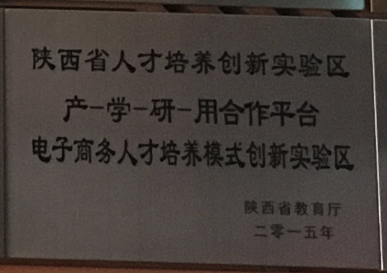 陕西省人才培养创新实验区
产-学-研-用合作平台
电子商务人才培养模式创新实验区
陕西省教育厅
二零一五年